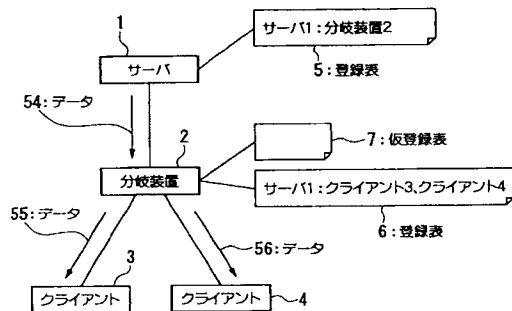 1
サーバ1:分岐装置2
サーバ
5:登録表
54:データ
2
7:仮登録表
分岐装置
サーバ1:クライアント3、クライアント4
55:データ
56:データ
6:登録表
3
クライアント
クライアント
4